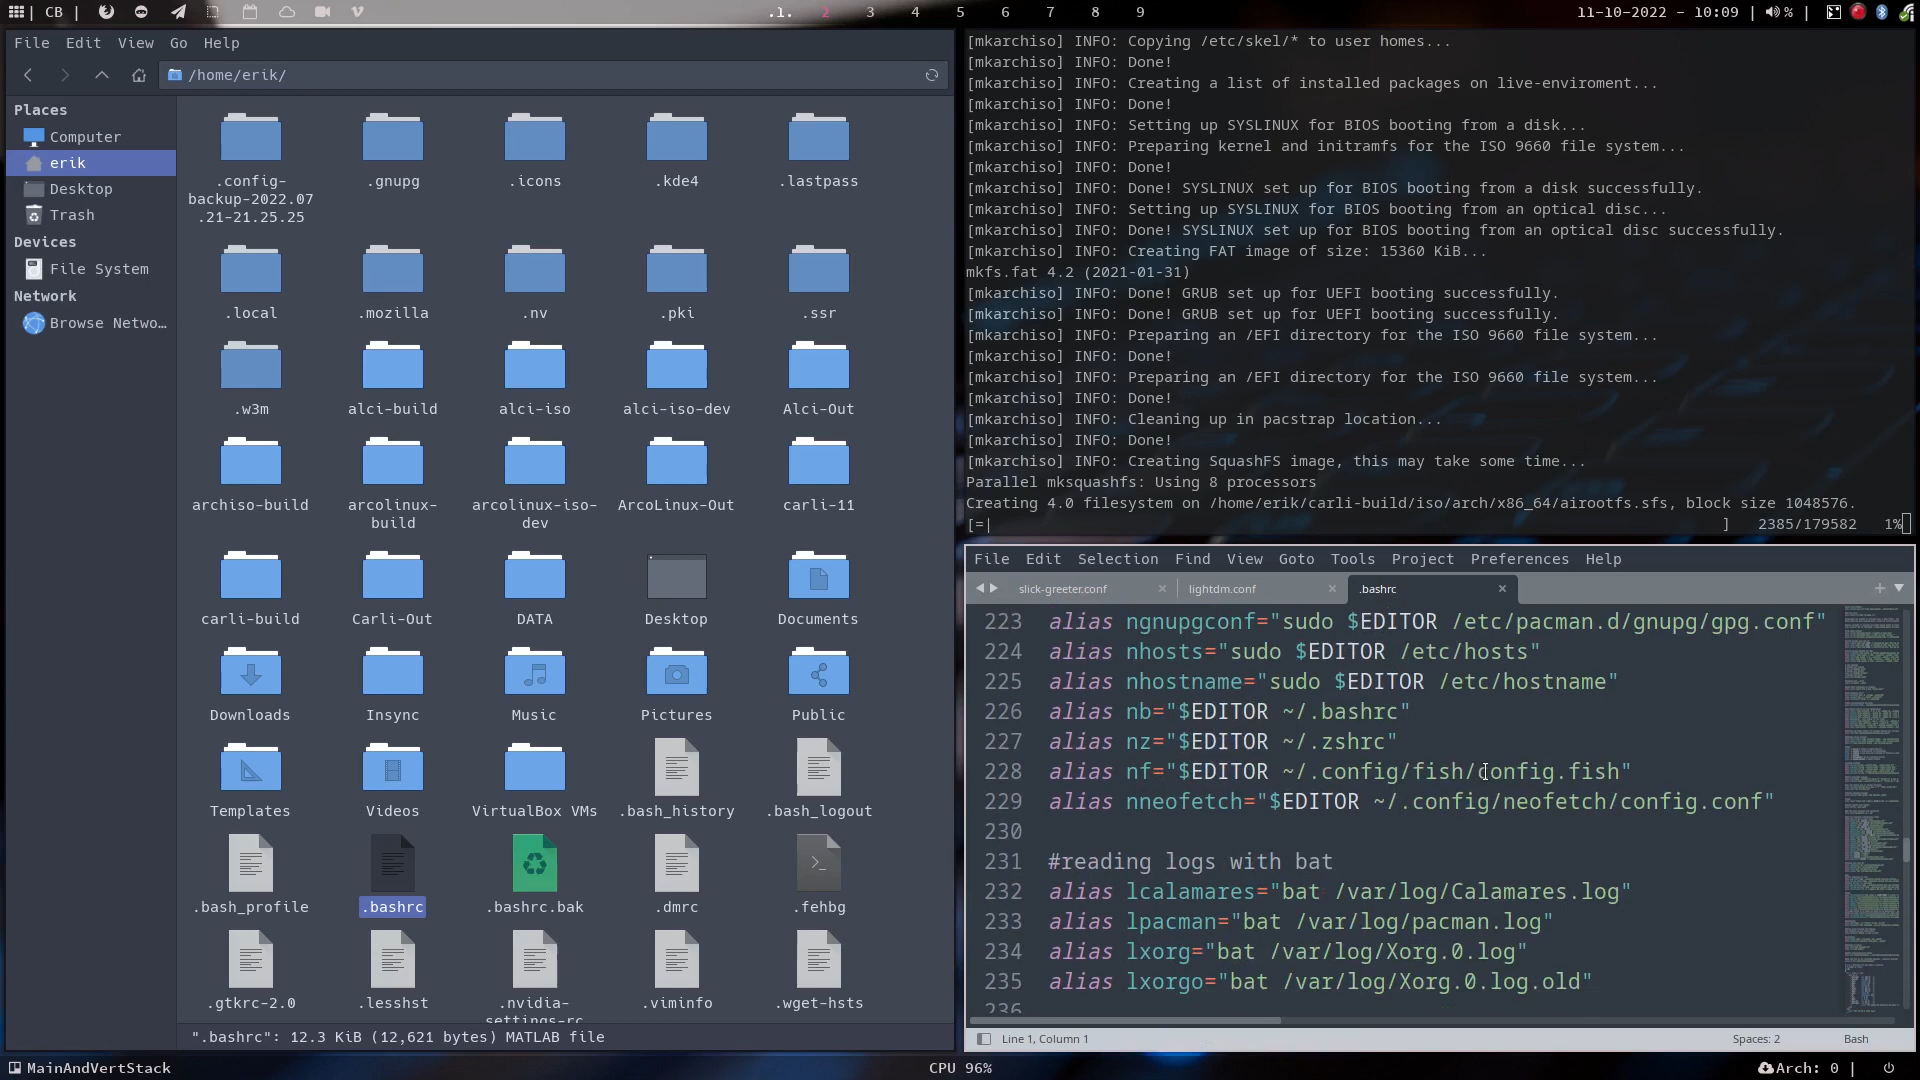 CB |
.1. 2 3 4 5 6 7 8 9
11-10-2022 - 10:09 | % |
File Edit View Go Help
/home/erik/
Places
Computer
erik
Desktop
Trash
Devices
File System
Network
Browse Netwo…
.config-
backup-2022.07
.21-21.25.25
.gnupg
.icons
.kde4
.lastpass
.local
.mozilla
.nv
.pki
.ssr
.w3m
alci-build
alci-iso
alci-iso-dev
Alci-Out
archiso-build
arcolinux-
build
arcolinux-iso-
dev
ArcoLinux-Out
carli-11
carli-build
Carli-Out
DATA
Desktop
Documents
Downloads
Insync
Music
Pictures
Public
Templates
Videos
VirtualBox VMs
.bash_history
.bash_logout
.bash_profile
.bashrc
.bashrc.bak
.dmrc
.fehbg
.gtkrc-2.0
.lesshst
.nvidia-
settings-rc
.viminfo
.wget-hsts
".bashrc": 12.3 KiB (12,621 bytes) MATLAB file
[mkarchiso] INFO: Copying /etc/skel/* to user homes...
[mkarchiso] INFO: Done!
[mkarchiso] INFO: Creating a list of installed packages on live-enviroment...
[mkarchiso] INFO: Done!
[mkarchiso] INFO: Setting up SYSLINUX for BIOS booting from a disk...
[mkarchiso] INFO: Preparing kernel and initramfs for the ISO 9660 file system...
[mkarchiso] INFO: Done!
[mkarchiso] INFO: Done! SYSLINUX set up for BIOS booting from a disk successfully.
[mkarchiso] INFO: Setting up SYSLINUX for BIOS booting from an optical disc...
[mkarchiso] INFO: Done! SYSLINUX set up for BIOS booting from an optical disc successfully.
[mkarchiso] INFO: Creating FAT image of size: 15360 KiB...
mkfs.fat 4.2 (2021-01-31)
[mkarchiso] INFO: Done! GRUB set up for UEFI booting successfully.
[mkarchiso] INFO: Done! GRUB set up for UEFI booting successfully.
[mkarchiso] INFO: Preparing an /EFI directory for the ISO 9660 file system...
[mkarchiso] INFO: Done!
[mkarchiso] INFO: Preparing an /EFI directory for the ISO 9660 file system...
[mkarchiso] INFO: Done!
[mkarchiso] INFO: Cleaning up in pacstrap location...
[mkarchiso] INFO: Done!
[mkarchiso] INFO: Creating SquashFS image, this may take some time...
Parallel mksquashfs: Using 8 processors
Creating 4.0 filesystem on /home/erik/carli-build/iso/arch/x86_64/airootfs.sfs, block size 1048576.
[=| ] 2385/179582 1%
File Edit Selection Find View Goto Tools Project Preferences Help
slick-greeter.conf × lightdm.conf × .bashrc ×
223 alias ngnupgconf="sudo $EDITOR /etc/pacman.d/gnupg/gpg.conf"
224 alias nhosts="sudo $EDITOR /etc/hosts"
225 alias nhostname="sudo $EDITOR /etc/hostname"
226 alias nb="$EDITOR ~/.bashrc"
227 alias nz="$EDITOR ~/.zshrc"
228 alias nf="$EDITOR ~/.config/fish/config.fish"
229 alias nneofetch="$EDITOR ~/.config/neofetch/config.conf"
230
231 #reading logs with bat
232 alias lcalamares="bat /var/log/Calamares.log"
233 alias lpacman="bat /var/log/pacman.log"
234 alias lxorg="bat /var/log/Xorg.0.log"
235 alias lxorgo="bat /var/log/Xorg.0.log.old"
236
Line 1, Column 1 Spaces: 2 Bash
MainAndVertStack
CPU 96%
Arch: 0 |